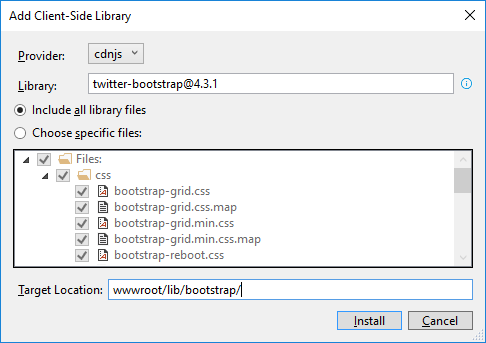 Add Client-Side Library
Provider: cdnjs
Library: twitter-bootstrap@4.3.1
Include all library files
Choose specific files:
Files:
css
bootstrap-grid.css
bootstrap-grid.css.map
bootstrap-grid.min.css
bootstrap-grid.min.css.map
bootstrap-reboot.css
Target Location: wwwroot/lib/bootstrap/
Install Cancel